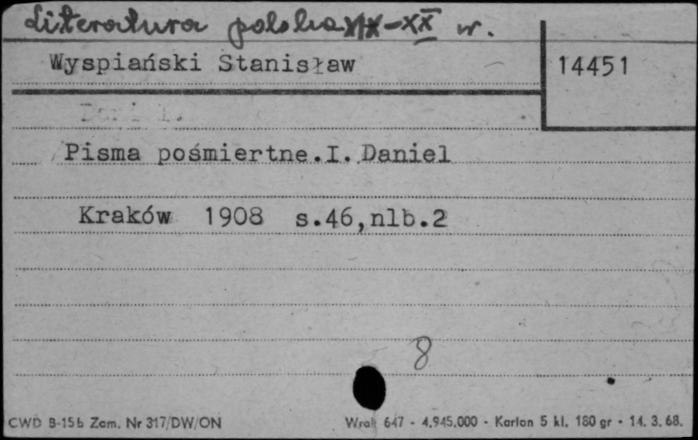 Literatura polska XIX-XX w.
Wyspiański Stanisław
14451
Pisma pośmiertne.I. Daniel
Kraków 1908 s.46,nlb.2
8
CWD B-15b Zam. Nr 317/DW/ON
647 - 4.945.000 - Karton 5 kl. 180 gr - 14. 3. 68.